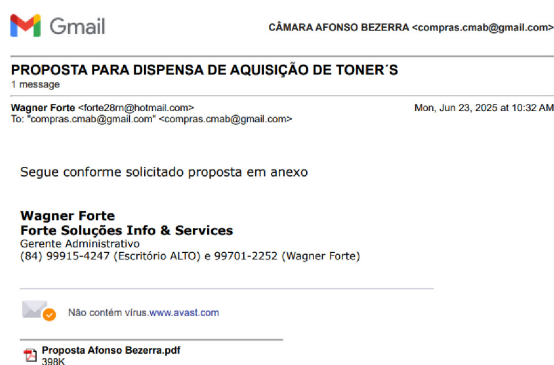 Gmail
CÂMARA AFONSO BEZERRA <compras.cmab@gmail.com>
PROPOSTA PARA DISPENSA DE AQUISIÇÃO DE TONER´S
1 message
Wagner Forte <forte28rn@hotmail.com> Mon, Jun 23, 2025 at 10:32 AM
To: "compras.cmab@gmail.com" <compras.cmab@gmail.com>
Segue conforme solicitado proposta em anexo
Wagner Forte
Forte Soluções Info & Services
Gerente Administrativo
(84) 99915-4247 (Escritório ALTO) e 99701-2252 (Wagner Forte)
Não contém vírus.www.avast.com
Proposta Afonso Bezerra.pdf
398K